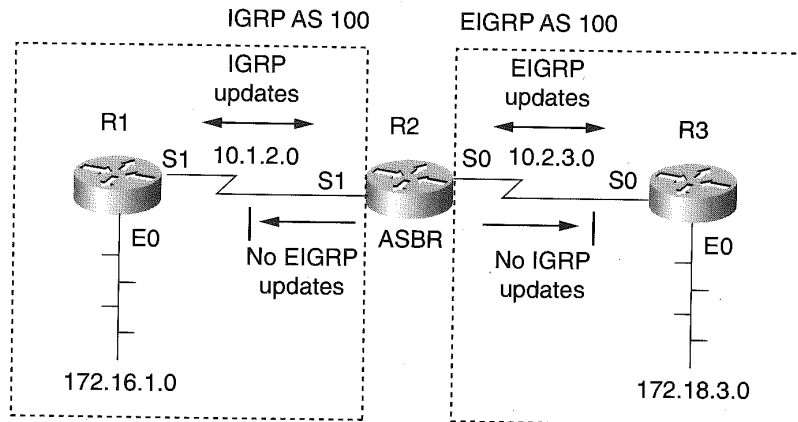 IGRP AS 100
EIGRP AS 100
IGRP
updates
EIGRP
updates
R1
R2
R3
S1
10.1.2.0
S1
S0
10.2.3.0
S0
E0
No EIGRP
updates
ASBR
No IGRP
updates
E0
172.16.1.0
172.18.3.0